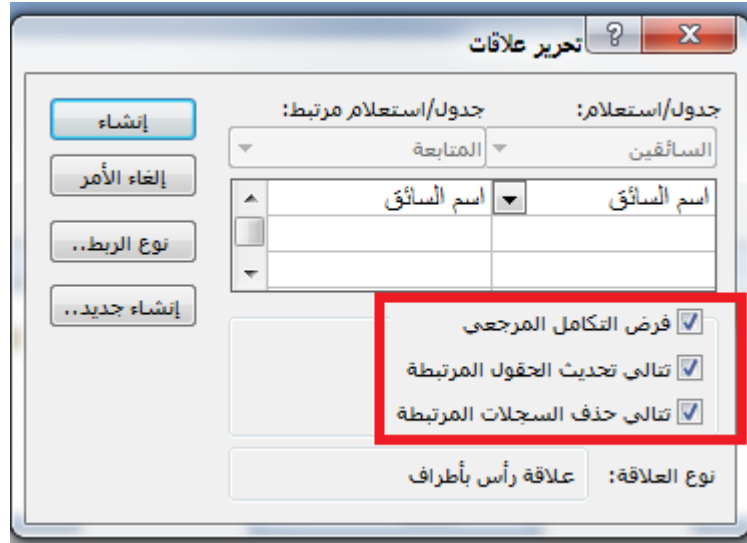 تحرير علاقات
جدول/استعلام: جدول/استعلام مرتبط:
السائقين المتابعة
اسم السائق اسم السائق
إنشاء
إلغاء الأمر
نوع الربط..
إنشاء جديد..
فرض التكامل المرجعي
تتالي تحديث الحقول المرتبطة
تتالي حذف السجلات المرتبطة
نوع العلاقة: علاقة رأس بأطراف